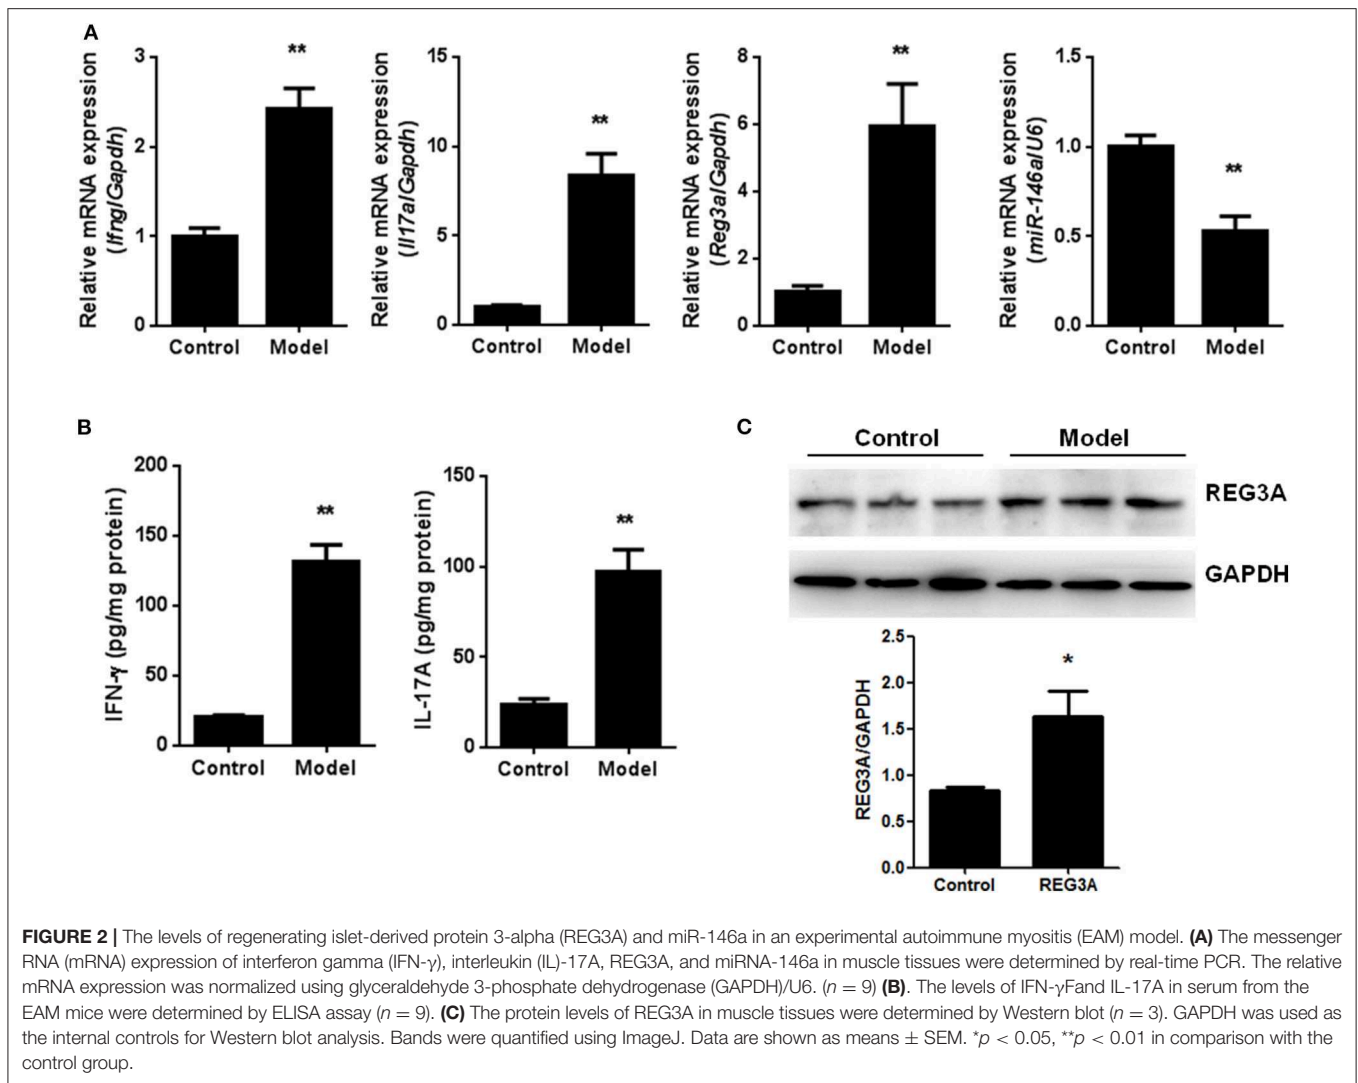 A
Relative mRNA expression
(Ifng/Gapdh)
3
2
1
0
**
Control
Model
Relative mRNA expression
(Il17a/Gapdh)
15
10
5
0
**
Control
Model
Relative mRNA expression
(Reg3a/Gapdh)
8
6
4
2
0
**
Control
Model
Relative mRNA expression
(miR-146a/U6)
1.5
1.0
0.5
0.0
**
Control
Model
B
IFN-γ (pg/mg protein)
200
150
100
50
0
**
Control
Model
IL-17A (pg/mg protein)
150
100
50
0
**
Control
Model
C
Control
Model
REG3A
GAPDH
REG3A/GAPDH
2.5
2.0
1.5
1.0
0.5
0.0
*
Control
REG3A
FIGURE 2 | The levels of regenerating islet-derived protein 3-alpha (REG3A) and miR-146a in an experimental autoimmune myositis (EAM) model. (A) The messenger
RNA (mRNA) expression of interferon gamma (IFN-γ), interleukin (IL)-17A, REG3A, and miRNA-146a in muscle tissues were determined by real-time PCR. The relative
mRNA expression was normalized using glyceraldehyde 3-phosphate dehydrogenase (GAPDH)/U6. (n = 9) (B). The levels of IFN-γFand IL-17A in serum from the
EAM mice were determined by ELISA assay (n = 9). (C) The protein levels of REG3A in muscle tissues were determined by Western blot (n = 3). GAPDH was used as
the internal controls for Western blot analysis. Bands were quantified using ImageJ. Data are shown as means ± SEM. *p < 0.05, **p < 0.01 in comparison with the
control group.